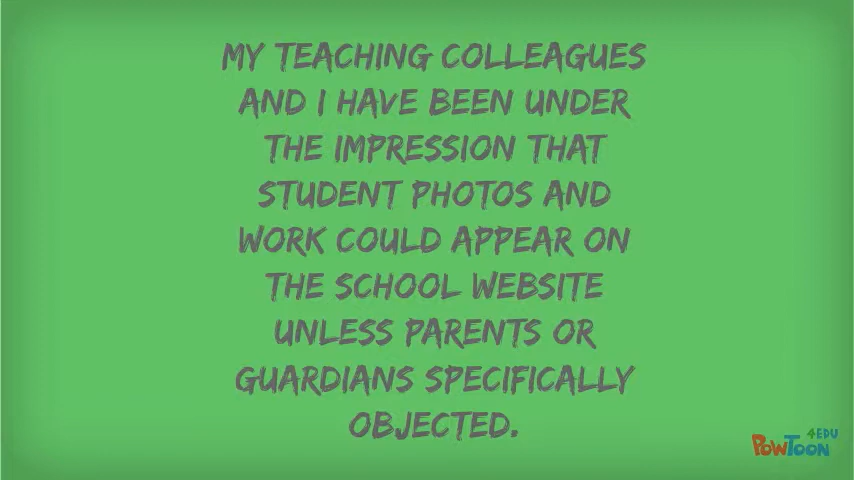 MY TEACHING COLLEAGUES
AND I HAVE BEEN UNDER
THE IMPRESSION THAT
STUDENT PHOTOS AND
WORK COULD APPEAR ON
THE SCHOOL WEBSITE
UNLESS PARENTS OR
GUARDIANS SPECIFICALLY
OBJECTED.
4EDU
POWTOON